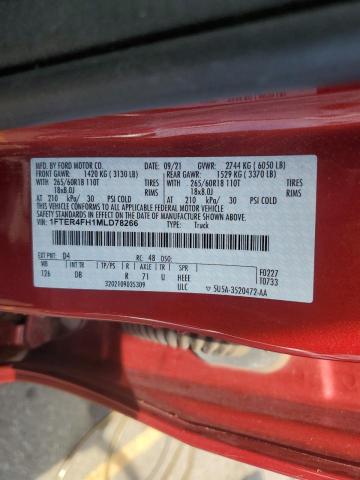 MFD. BY FORD MOTOR CO. DATE: 09/21 GVWR: 2744 KG (6050 LB)
FRONT GAWR: 1420 KG (3130 LB) REAR GAWR: 1529 KG (3370 LB)
WITH 265/60R18 110T TIRES WITH 265/60R18 110T TIRES
18x8.0J RIMS 18x8.0J RIMS
AT 210 kPa/ 30 PSI COLD AT 210 kPa/ 30 PSI COLD
THIS VEHICLE CONFORMS TO ALL APPLICABLE FEDERAL MOTOR VEHICLE
SAFETY STANDARDS IN EFFECT ON THE DATE OF MANUFACTURE SHOWN ABOVE.
VIN: 1FTER4FH1MLD78266 TYPE: Truck
EXT PNT: D4 RC: 48 DSO: F0227
WB INT TR TP/PS R AXLE TR SPR T0733
126 DB R 71 U HEEE
3202109035309 ULC 5U5A-3520472-AA